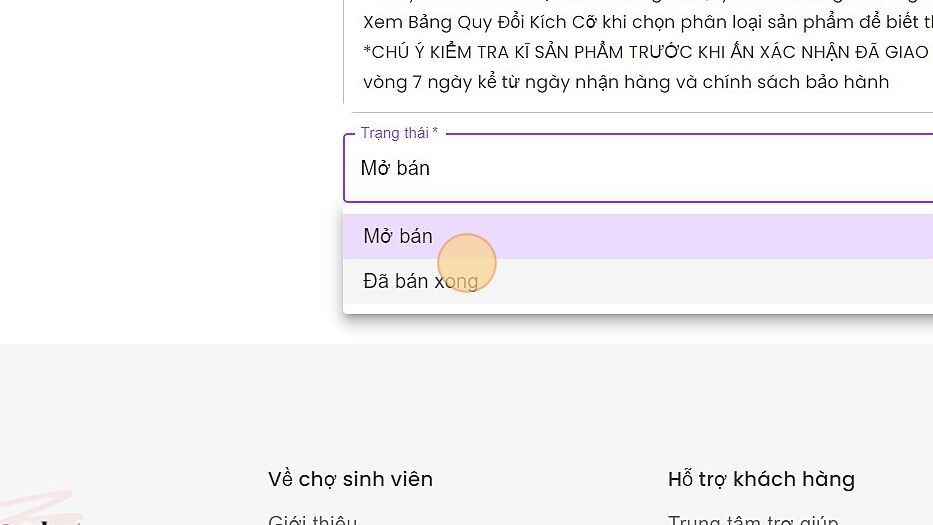 Xem Bảng Quy Đổi Kích Cỡ khi chọn phân loại sản phẩm để biết
*CHÚ Ý KIỂM TRA KĨ SẢN PHẨM TRƯỚC KHI ẤN XÁC NHẬN ĐÃ GIAO
vòng 7 ngày kể từ ngày nhận hàng và chính sách bảo hành
Trạng thái *
Mở bán
Mở bán
Đã bán xong
Về chợ sinh viên
Hỗ trợ khách hàng
Giới thiệu
Trung tâm trợ giúp